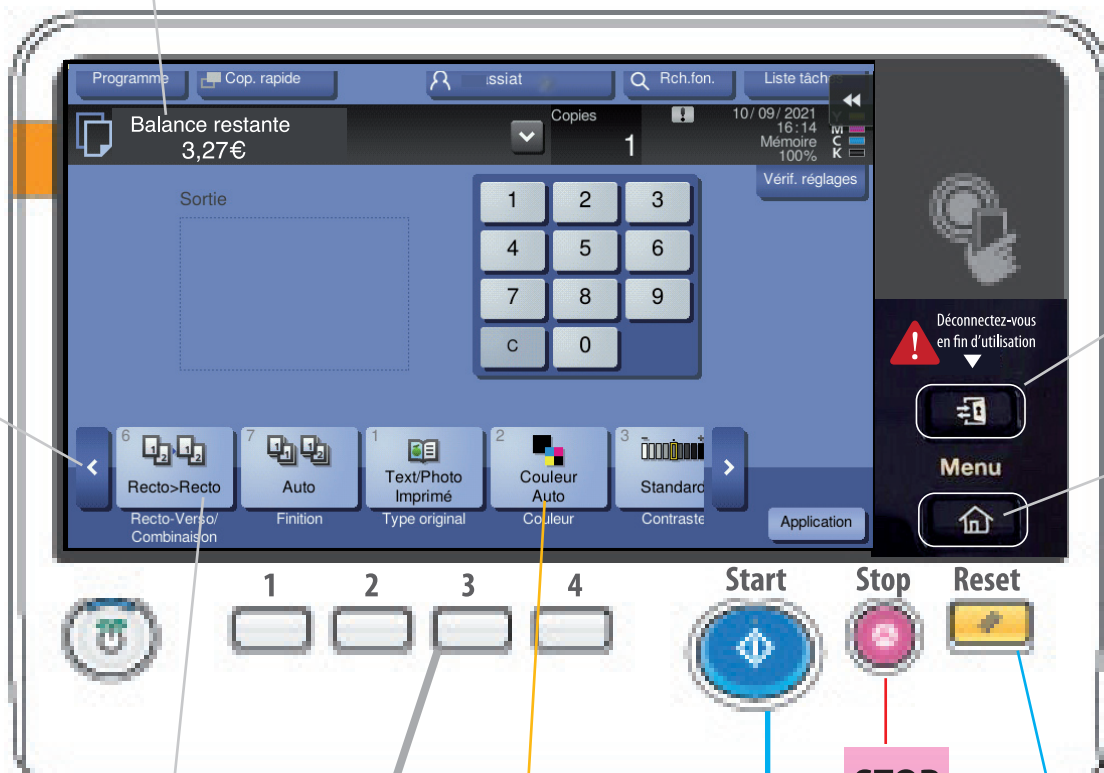 Programme
Cop. rapide
ssiat
Rch.fon.
Liste tâch
Balance restante
3,27€
Copies
1
10/ 09/ 2021
16:14
Mémoire
100%
Y
M
C
K
Vérif. réglages
Sortie
1 2 3
4 5 6
7 8 9
C 0
Déconnectez-vous
en fin d'utilisation
Menu
6
Recto>Recto
Recto-Verso/
Combinaison
7
Auto
Finition
1
Text/Photo
Imprimé
Type original
2
Couleur
Auto
Couleur
3
Standard
Contraste
Application
1 2 3 4
Start
Stop
Reset
STOP